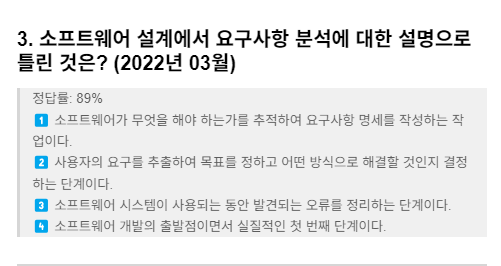 3. 소프트웨어 설계에서 요구사항 분석에 대한 설명으로
틀린 것은? (2022년 03월)
정답률: 89%
1 소프트웨어가 무엇을 해야 하는가를 추적하여 요구사항 명세를 작성하는 작
업이다.
2 사용자의 요구를 추출하여 목표를 정하고 어떤 방식으로 해결할 것인지 결정
하는 단계이다.
3 소프트웨어 시스템이 사용되는 동안 발견되는 오류를 정리하는 단계이다.
4 소프트웨어 개발의 출발점이면서 실질적인 첫 번째 단계이다.